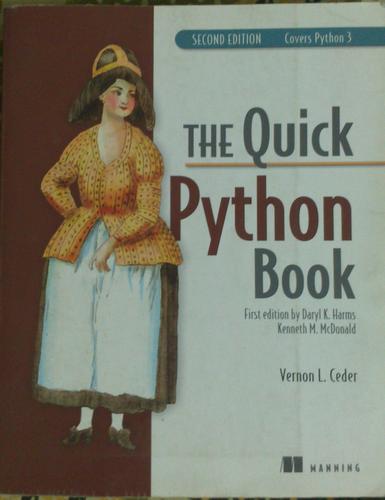 SECOND EDITION Covers Python 3
THE Quick
Python
Book
First edition by Daryl K. Harms
Kenneth M. McDonald
Vernon L. Ceder
MANNING